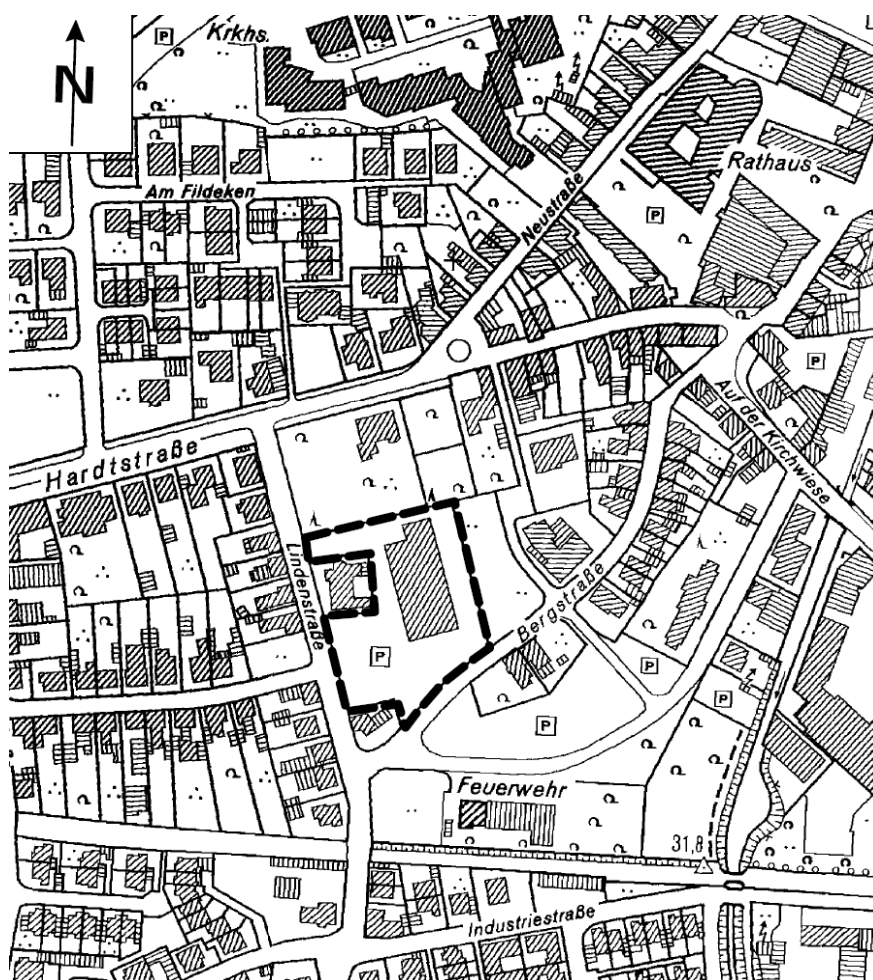 P
Krkhs.
N
Rathaus
Am Fildeken
Neustraße
P
P
Auf der Kirchwiese
Hardtstraße
Lindenstraße
Bergstraße
P
P
P
P
Feuerwehr
31,8
Industriestraße